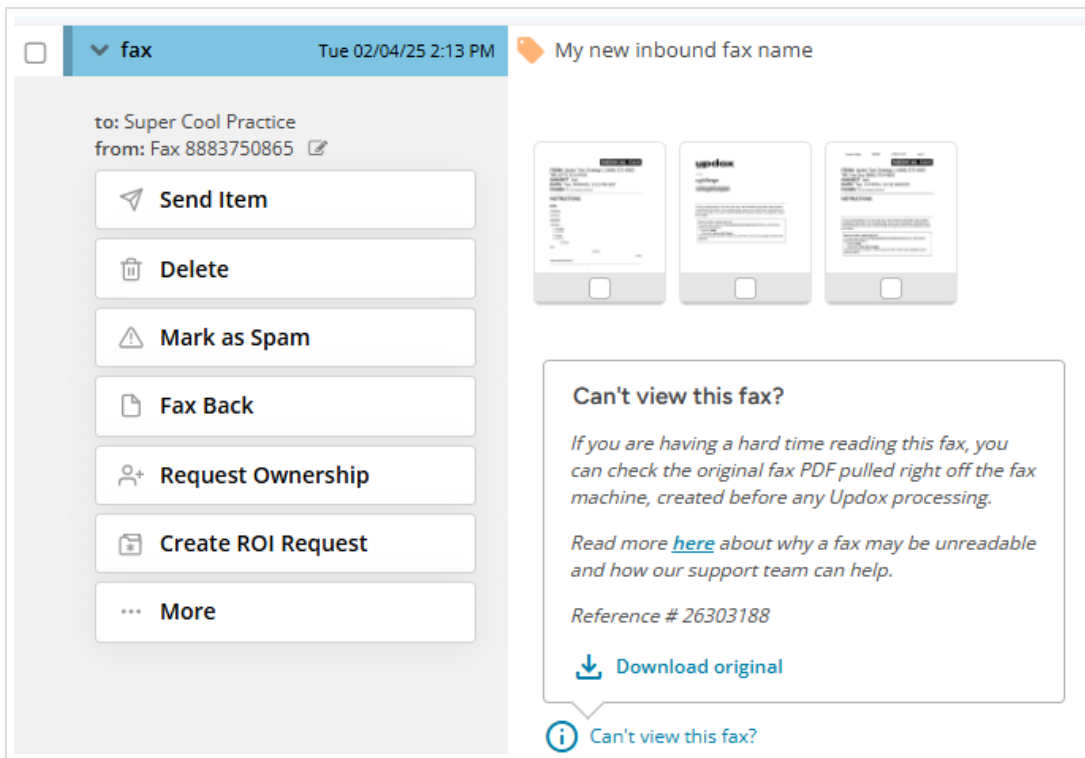 fax
Tue 02/04/25 2:13 PM
My new inbound fax name
to: Super Cool Practice
from: Fax 8883750865
Send Item
Delete
Mark as Spam
Fax Back
Request Ownership
Create ROI Request
More
updox
INSTRUCTIONS
INSTRUCTIONS
Can't view this fax?
If you are having a hard time reading this fax, you
can check the original fax PDF pulled right off the fax
machine, created before any Updox processing.
Read more here about why a fax may be unreadable
and how our support team can help.
Reference # 26303188
Download original
Can't view this fax?